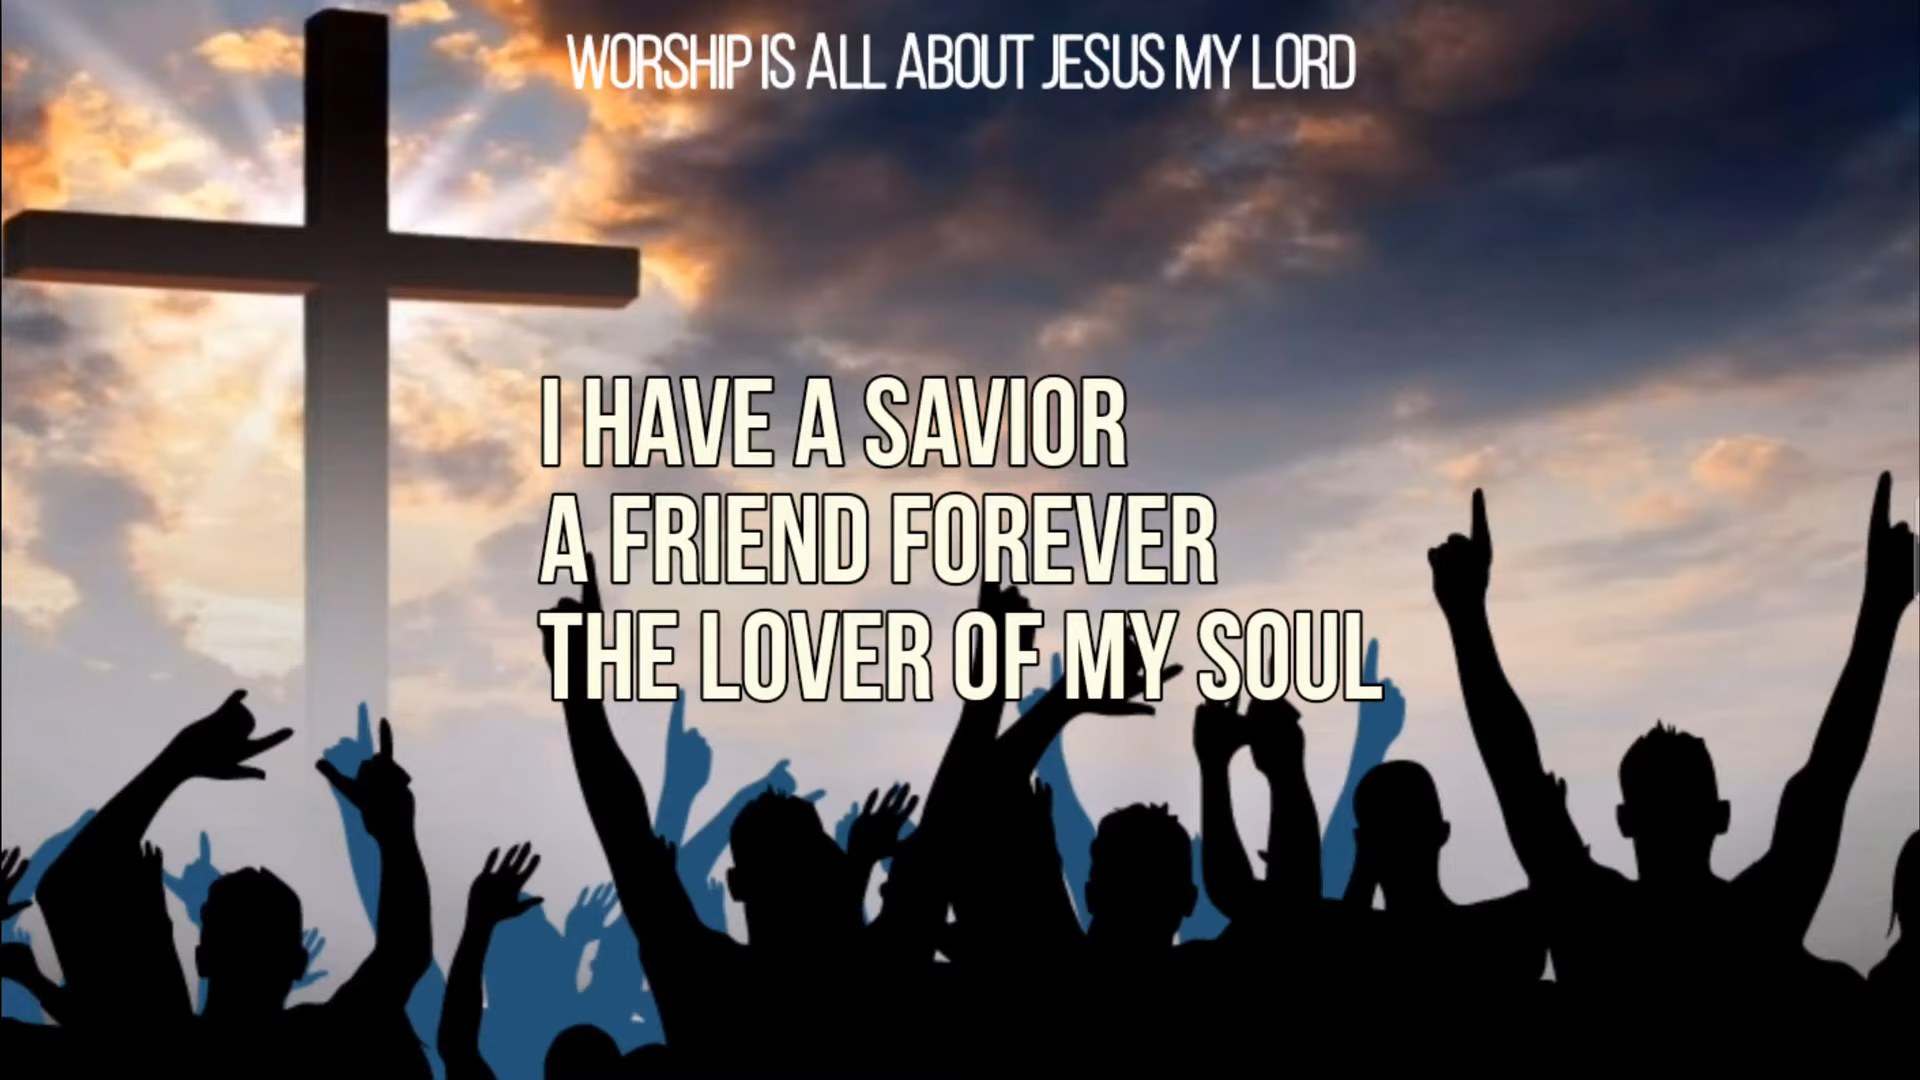 WORSHIP IS ALL ABOUT JESUS MY LORD
I HAVE A SAVIOR
A FRIEND FOREVER
THE LOVER OF MY SOUL